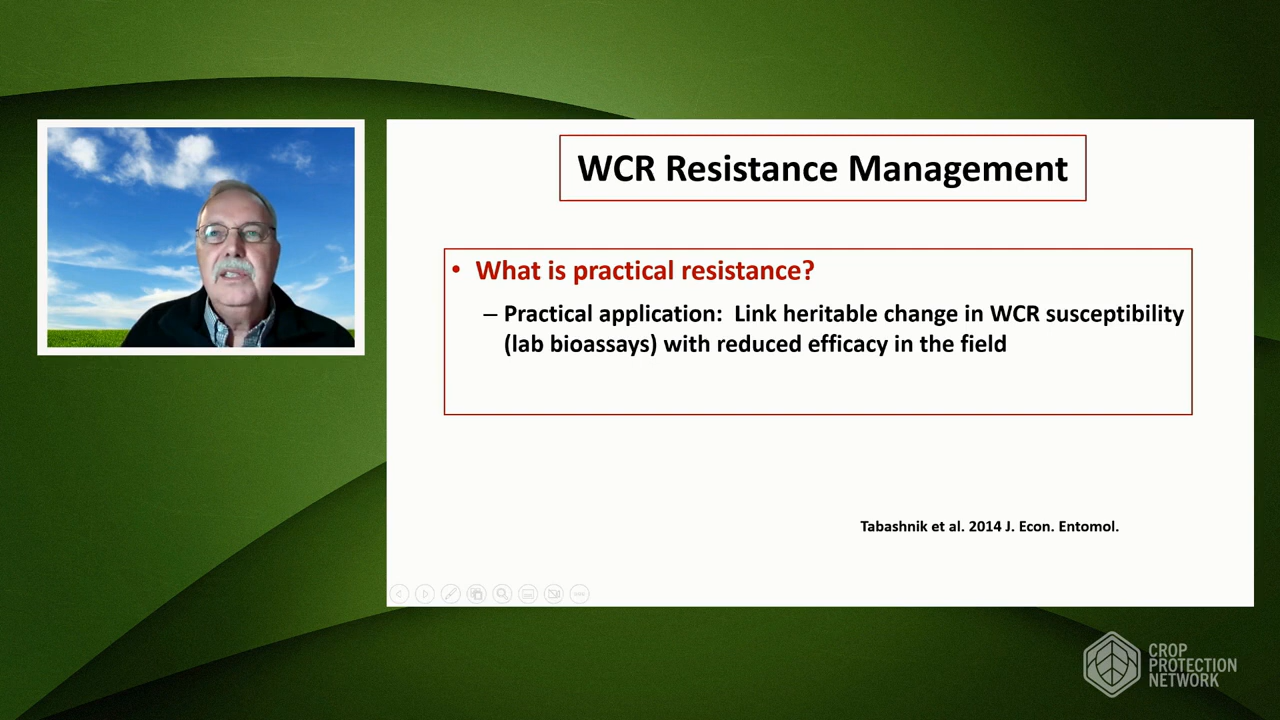 WCR Resistance Management
• What is practical resistance?
– Practical application: Link heritable change in WCR susceptibility
(lab bioassays) with reduced efficacy in the field
Tabashnik et al. 2014 J. Econ. Entomol.
CROP
PROTECTION
NETWORK